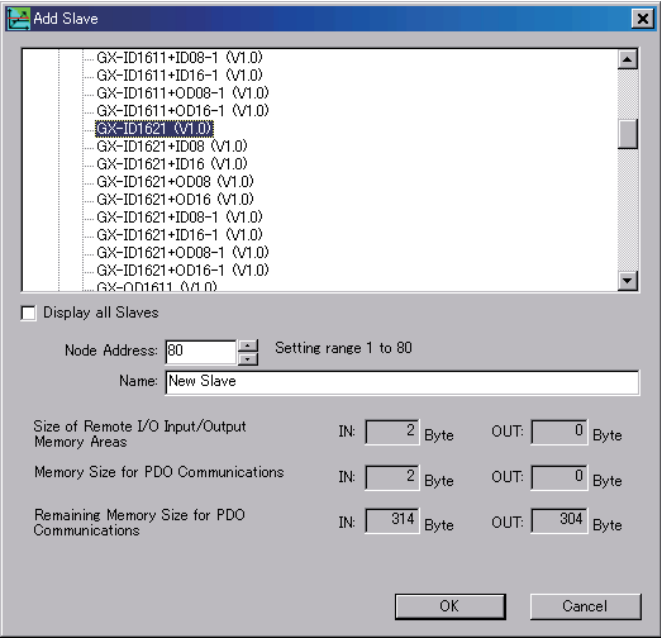 Add Slave
GX-ID1611+ID08-1 (V1.0)
GX-ID1611+ID16-1 (V1.0)
GX-ID1611+OD08-1 (V1.0)
GX-ID1611+OD16-1 (V1.0)
GX-ID1621 (V1.0)
GX-ID1621+ID08 (V1.0)
GX-ID1621+ID16 (V1.0)
GX-ID1621+OD08 (V1.0)
GX-ID1621+OD16 (V1.0)
GX-ID1621+ID08-1 (V1.0)
GX-ID1621+ID16-1 (V1.0)
GX-ID1621+OD08-1 (V1.0)
GX-ID1621+OD16-1 (V1.0)
GX-OD1611 (V1.0)
Display all Slaves
Node Address: 80 Setting range 1 to 80
Name: New Slave
Size of Remote I/O Input/Output
Memory Areas
IN: 2 Byte OUT: 0 Byte
Memory Size for PDO Communications IN: 2 Byte OUT: 0 Byte
Remaining Memory Size for PDO
Communications
IN: 314 Byte OUT: 304 Byte
OK Cancel